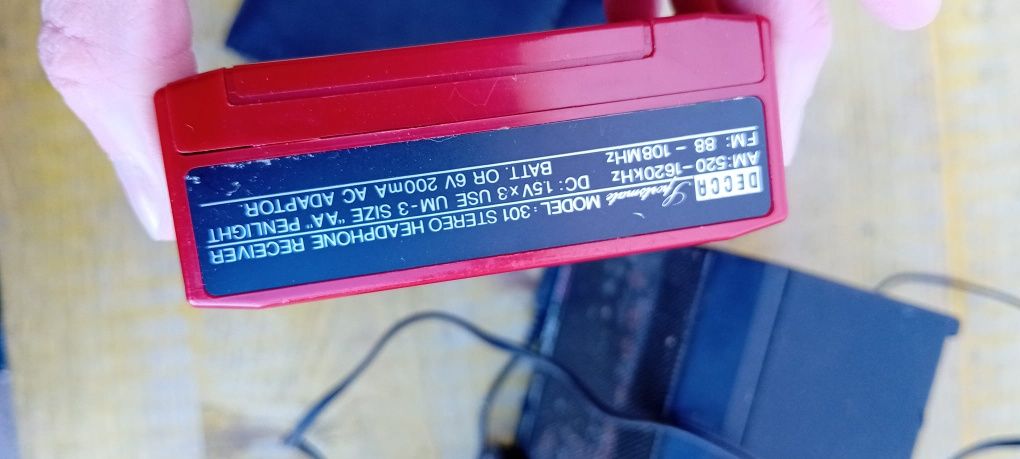 DECCA Sportsmate MODEL : 301 STEREO HEADPHONE RECEIVER
AM: 520-1620kHz DC : 1.5V x 3 USE UM-3 SIZE "AA" PENLIGHT
FM: 88 - 108MHz BATT. OR 6V 200mA AC ADAPTOR.